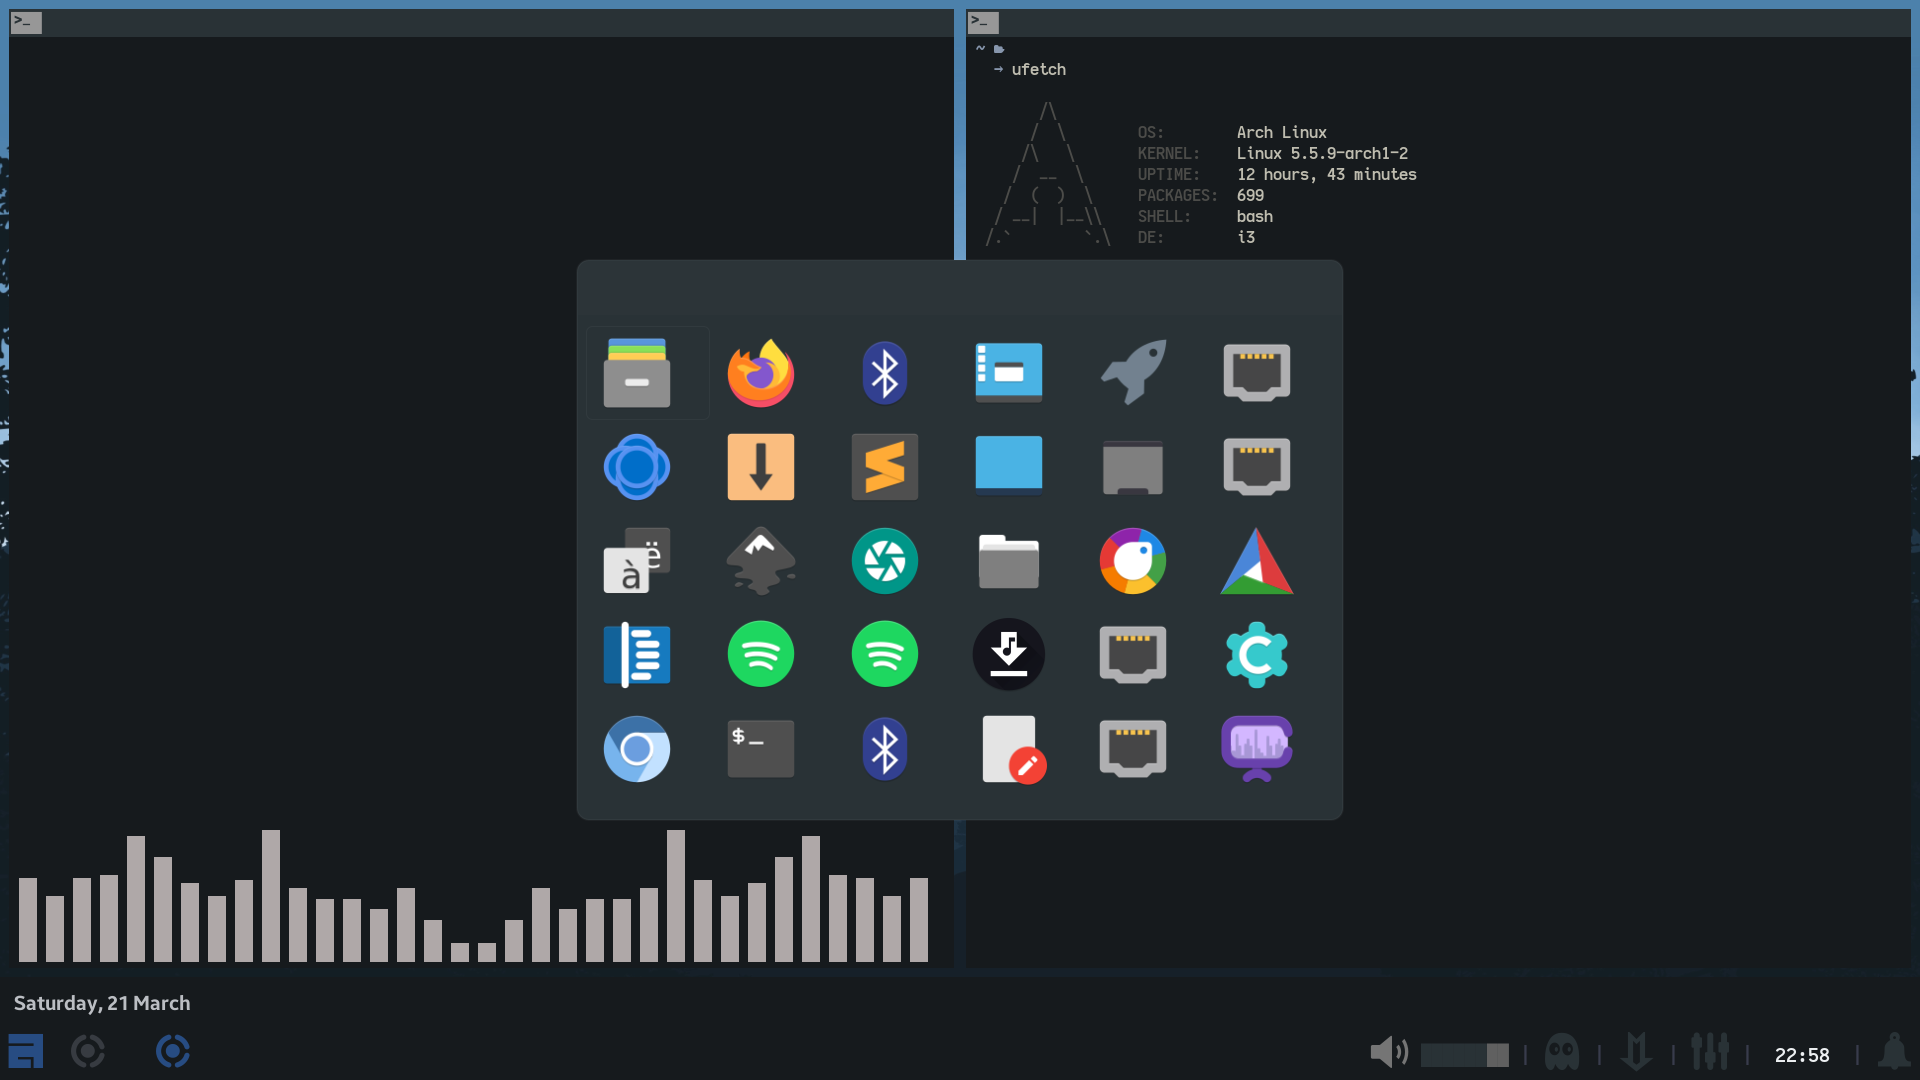 >_
>_
~
→ ufetch
OS: Arch Linux
KERNEL: Linux 5.5.9-arch1-2
UPTIME: 12 hours, 43 minutes
PACKAGES: 699
SHELL: bash
DE: i3
ë
à
C
$_
Saturday, 21 March
22:58